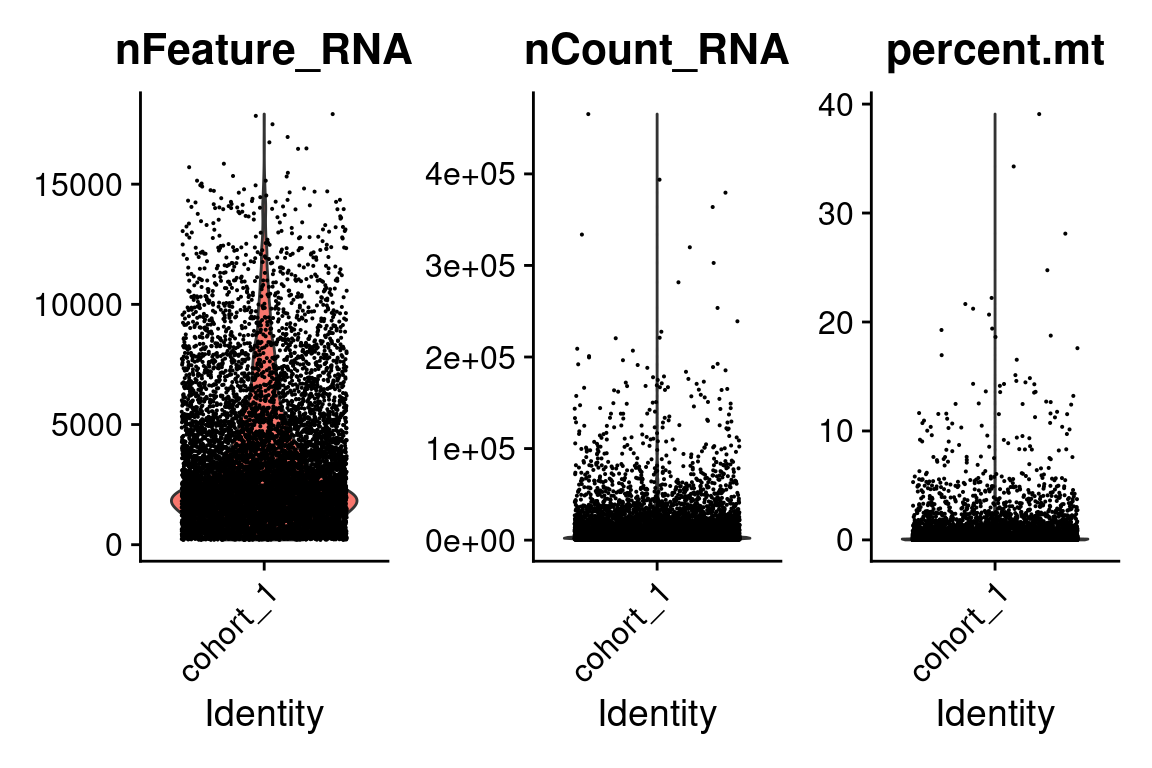 nFeature_RNA
15000
10000
5000
0
cohort_1
Identity
nCount_RNA
4e+05
3e+05
2e+05
1e+05
0e+00
cohort_1
Identity
percent.mt
40
30
20
10
0
cohort_1
Identity